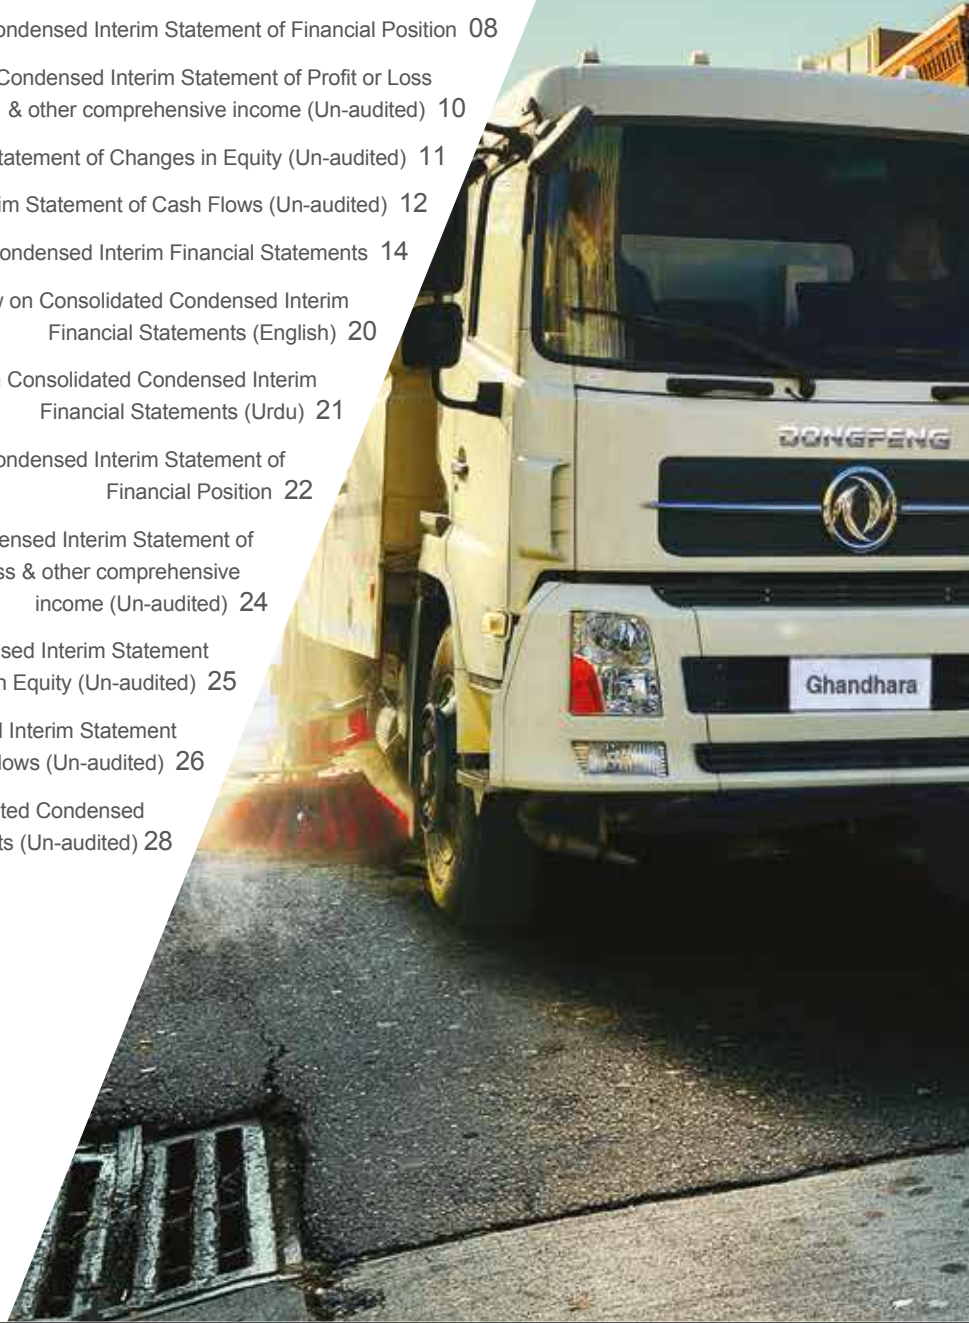 ondensed Interim Statement of Financial Position 08
Condensed Interim Statement of Profit or Loss
& other comprehensive income (Un-audited) 10
tatement of Changes in Equity (Un-audited) 11
im Statement of Cash Flows (Un-audited) 12
ondensed Interim Financial Statements 14
on Consolidated Condensed Interim
Financial Statements (English) 20
Consolidated Condensed Interim
Financial Statements (Urdu) 21
ondensed Interim Statement of
Financial Position 22
ensed Interim Statement of
ss & other comprehensive
income (Un-audited) 24
sed Interim Statement
n Equity (Un-audited) 25
Interim Statement
lows (Un-audited) 26
ted Condensed
ts (Un-audited) 28
DONGFENG
Ghandhara